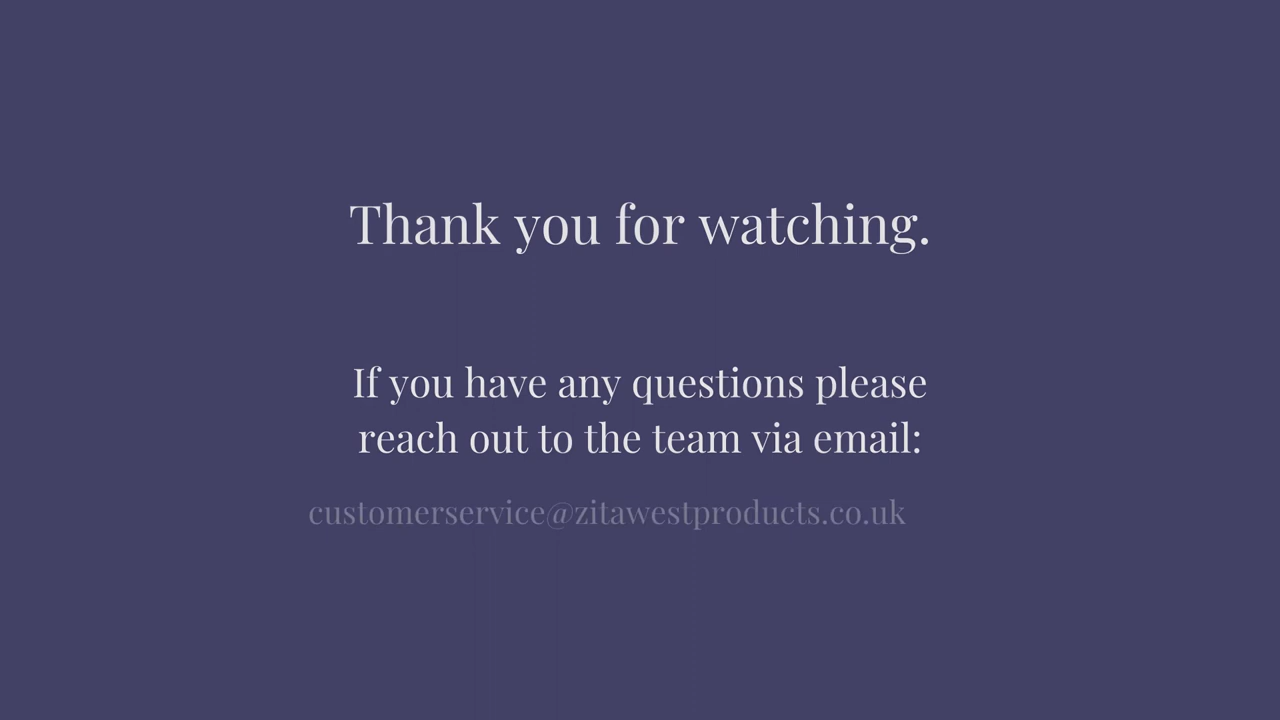 Thank you for watching.
If you have any questions please
reach out to the team via email:
customerservice@zitawestproducts.co.uk